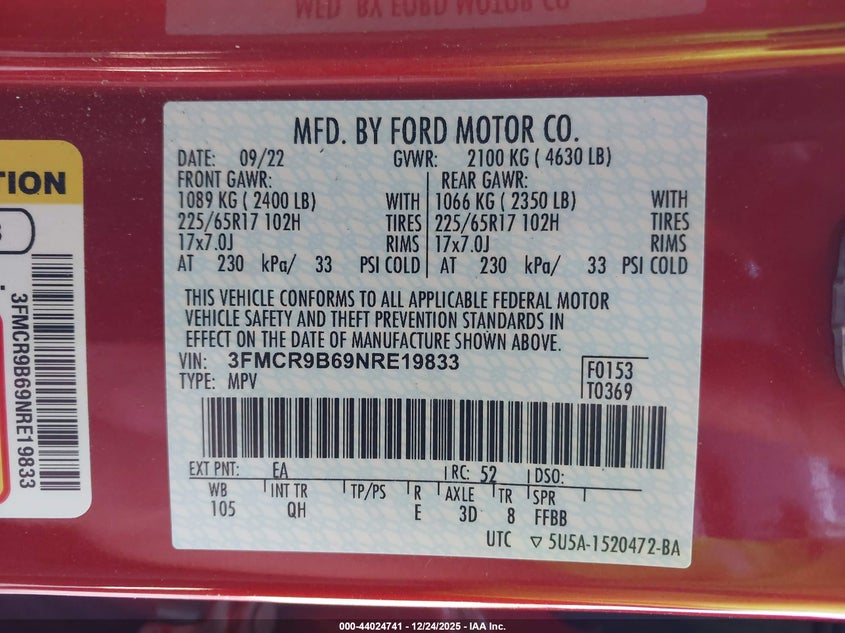 MFD. BY FORD MOTOR CO
MFD. BY FORD MOTOR CO.
DATE: 09/22 GVWR: 2100 KG ( 4630 LB)
FRONT GAWR: REAR GAWR:
1089 KG ( 2400 LB) WITH 1066 KG ( 2350 LB) WITH
225/65R17 102H TIRES 225/65R17 102H TIRES
17x7.0J RIMS 17x7.0J RIMS
AT 230 kPa/ 33 PSI COLD AT 230 kPa/ 33 PSI COLD
THIS VEHICLE CONFORMS TO ALL APPLICABLE FEDERAL MOTOR
VEHICLE SAFETY AND THEFT PREVENTION STANDARDS IN
EFFECT ON THE DATE OF MANUFACTURE SHOWN ABOVE.
VIN: 3FMCR9B69NRE19833
TYPE: MPV
F0153
T0369
EXT PNT: EA RC: 52 DSO:
WB INT TR TP/PS R AXLE TR SPR
105 QH E 3D 8 FFBB
UTC ▽ 5U5A-1520472-BA
TION
3FMCR9B69NRE19833
000-44024741 - 12/24/2025 - IAA Inc.